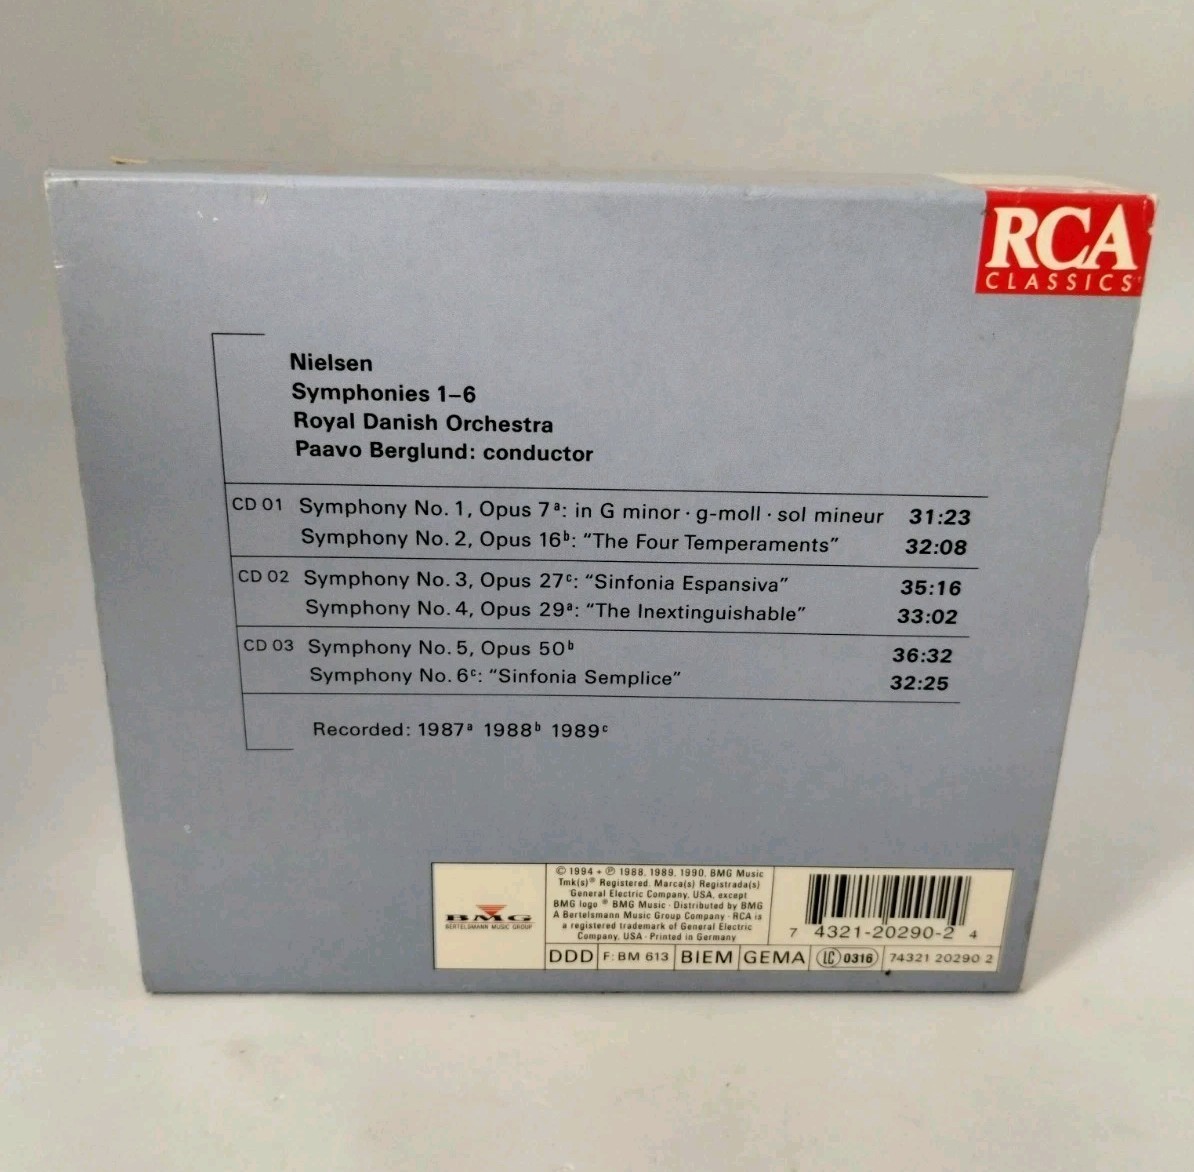 RCA
CLASSICS
Nielsen
Symphonies 1–6
Royal Danish Orchestra
Paavo Berglund: conductor
CD 01 Symphony No. 1, Opus 7ᵃ: in G minor · g-moll · sol mineur 31:23
Symphony No. 2, Opus 16ᵇ: “The Four Temperaments” 32:08
CD 02 Symphony No. 3, Opus 27ᶜ: “Sinfonia Espansiva” 35:16
Symphony No. 4, Opus 29ᵃ: “The Inextinguishable” 33:02
CD 03 Symphony No. 5, Opus 50ᵇ 36:32
Symphony No. 6ᶜ: “Sinfonia Semplice” 32:25
Recorded: 1987ᵃ 1988ᵇ 1989ᶜ
BMG
BERTELSMANN MUSIC GROUP
© 1994 + ℗ 1988, 1989, 1990, BMG Music
Tmk(s)® Registered. Marca(s) Registrada(s)
General Electric Company, USA, except
BMG logo ® BMG Music · Distributed by BMG
A Bertelsmann Music Group Company · RCA is
a registered trademark of General Electric
Company, USA · Printed in Germany
7 4321-20290-2 4
DDD F: BM 613 BIEM GEMA LC 0316 74321 20290 2